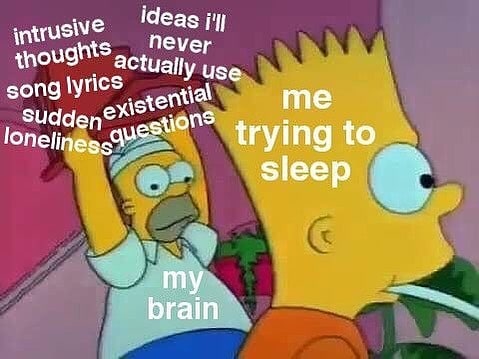 intrusive
thoughts
ideas i'll
never
actually use
song lyrics
sudden
loneliness
existential
questions
me
trying to
sleep
my
brain